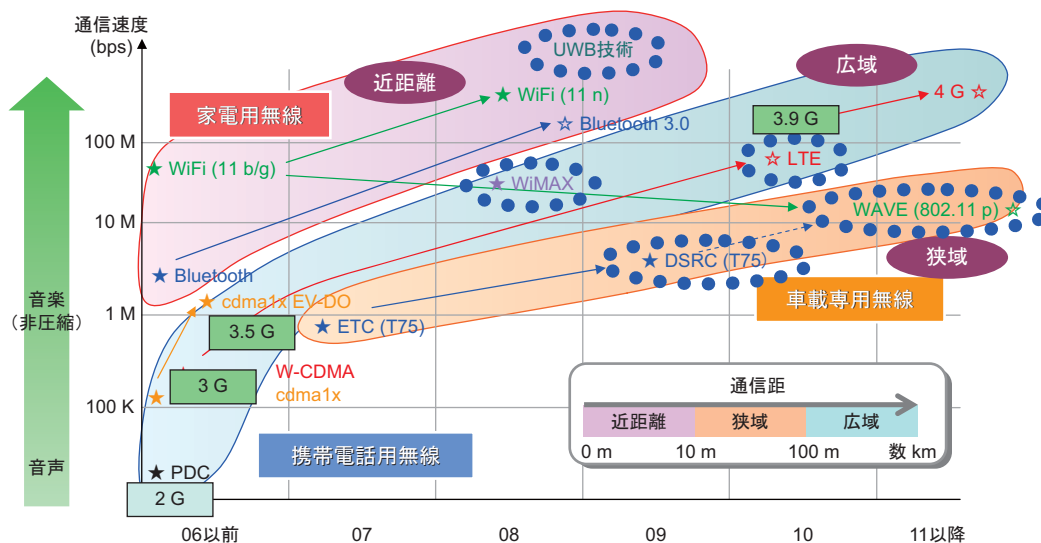 通信速度
(bps)
UWB技術
近距離
広域
WiFi (11 n)
4 G ☆
家電用無線
3.9 G
☆ Bluetooth 3.0
100 M
☆ LTE
★ WiFi (11 b/g)
★ WiMAX
10 M
WAVE (802.11 p) ☆
★ DSRC (T75)
狭域
★ Bluetooth
音楽
(非圧縮)
cdma1x EV-DO
車載専用無線
1 M
3.5 G
★ ETC (T75)
W-CDMA
3 G
cdma1x
通信距
100 K
近距離 狭域 広域
携帯電話用無線
0 m 10 m 100 m 数 km
音声
★ PDC
2 G
06以前 07 08 09 10 11以降